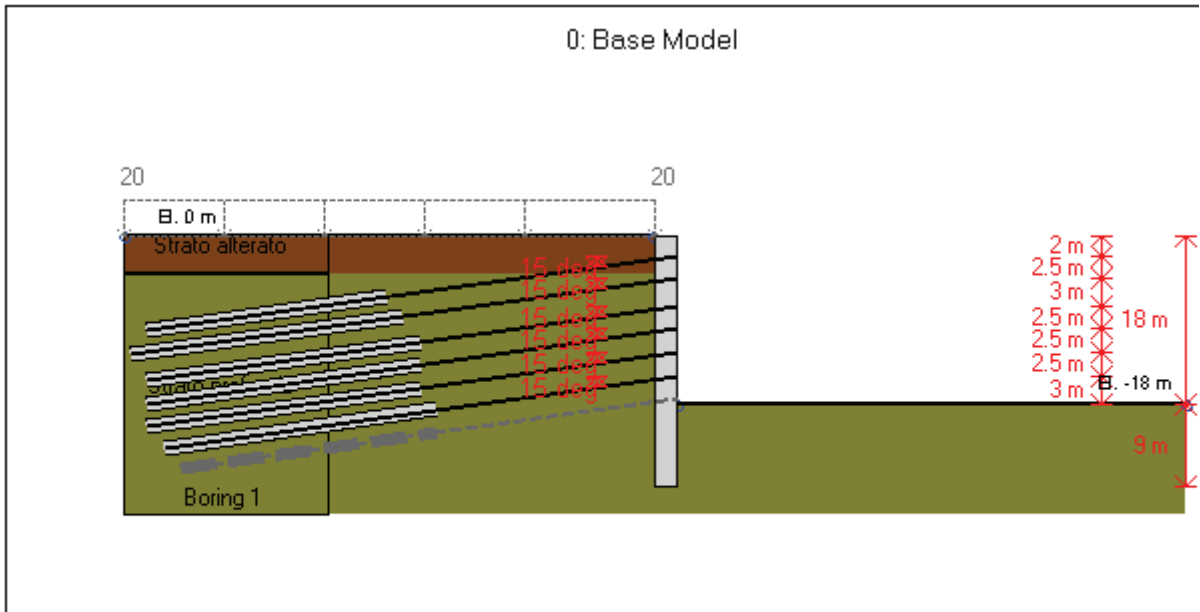 0: Base Model
20
20
El. 0 m
Strato alterato
15 deg
15 deg
15 deg
15 deg
15 deg
15 deg
2 m
2.5 m
3 m
2.5 m
2.5 m
2.5 m
3 m
18 m
El. -18 m
9 m
Boring 1